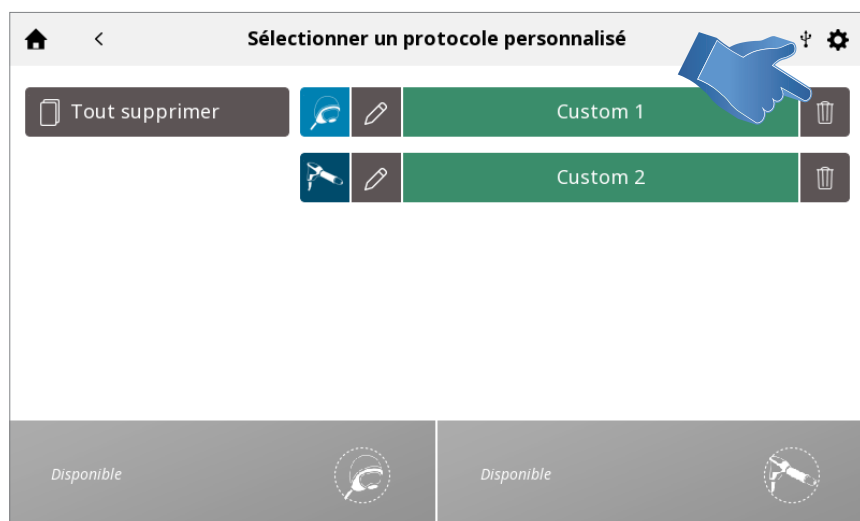 Sélectionner un protocole personnalisé
Tout supprimer
Custom 1
Custom 2
Disponible
Disponible